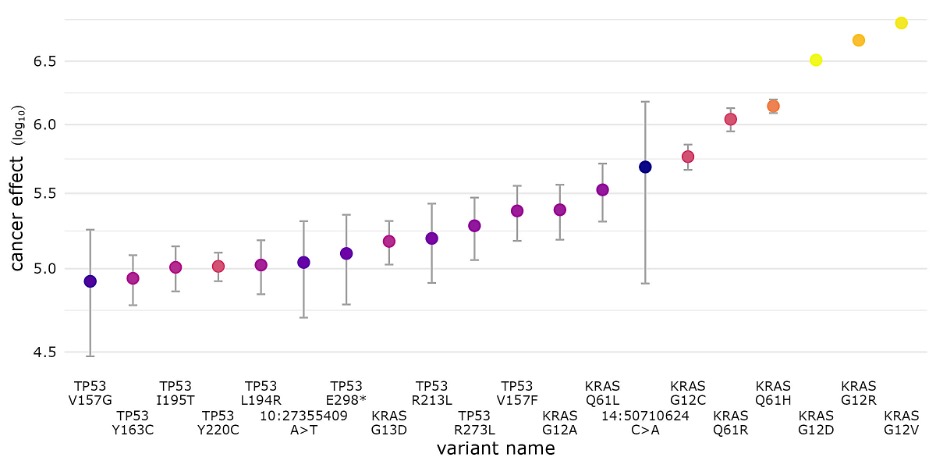 6.5
6.0
5.5
5.0
4.5
cancer effect (log₁₀)
TP53 TP53 TP53 TP53 TP53 TP53 KRAS KRAS KRAS KRAS
V157G I195T L194R E298* R213L V157F Q61L G12C Q61H G12R
TP53 TP53 10:27355409 KRAS TP53 KRAS 14:50710624 KRAS KRAS KRAS
Y163C Y220C A>T G13D R273L G12A C>A Q61R G12D G12V
variant name